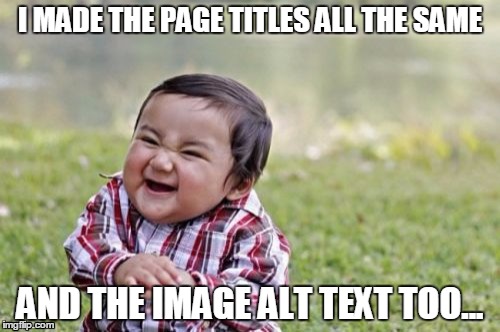 I MADE THE PAGE TITLES ALL THE SAME
AND THE IMAGE ALT TEXT TOO...
imgflip.com